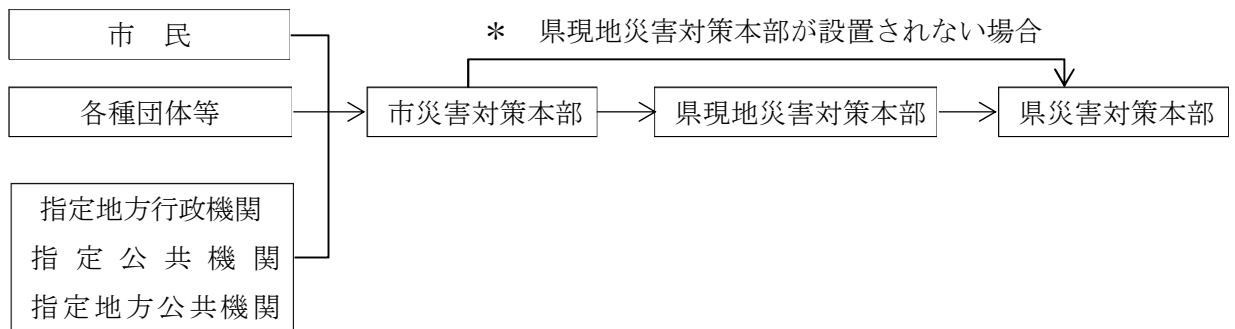 市　民
＊　県現地災害対策本部が設置されない場合
各種団体等
市災害対策本部
県現地災害対策本部
県災害対策本部
指定地方行政機関
指定公共機関
指定地方公共機関